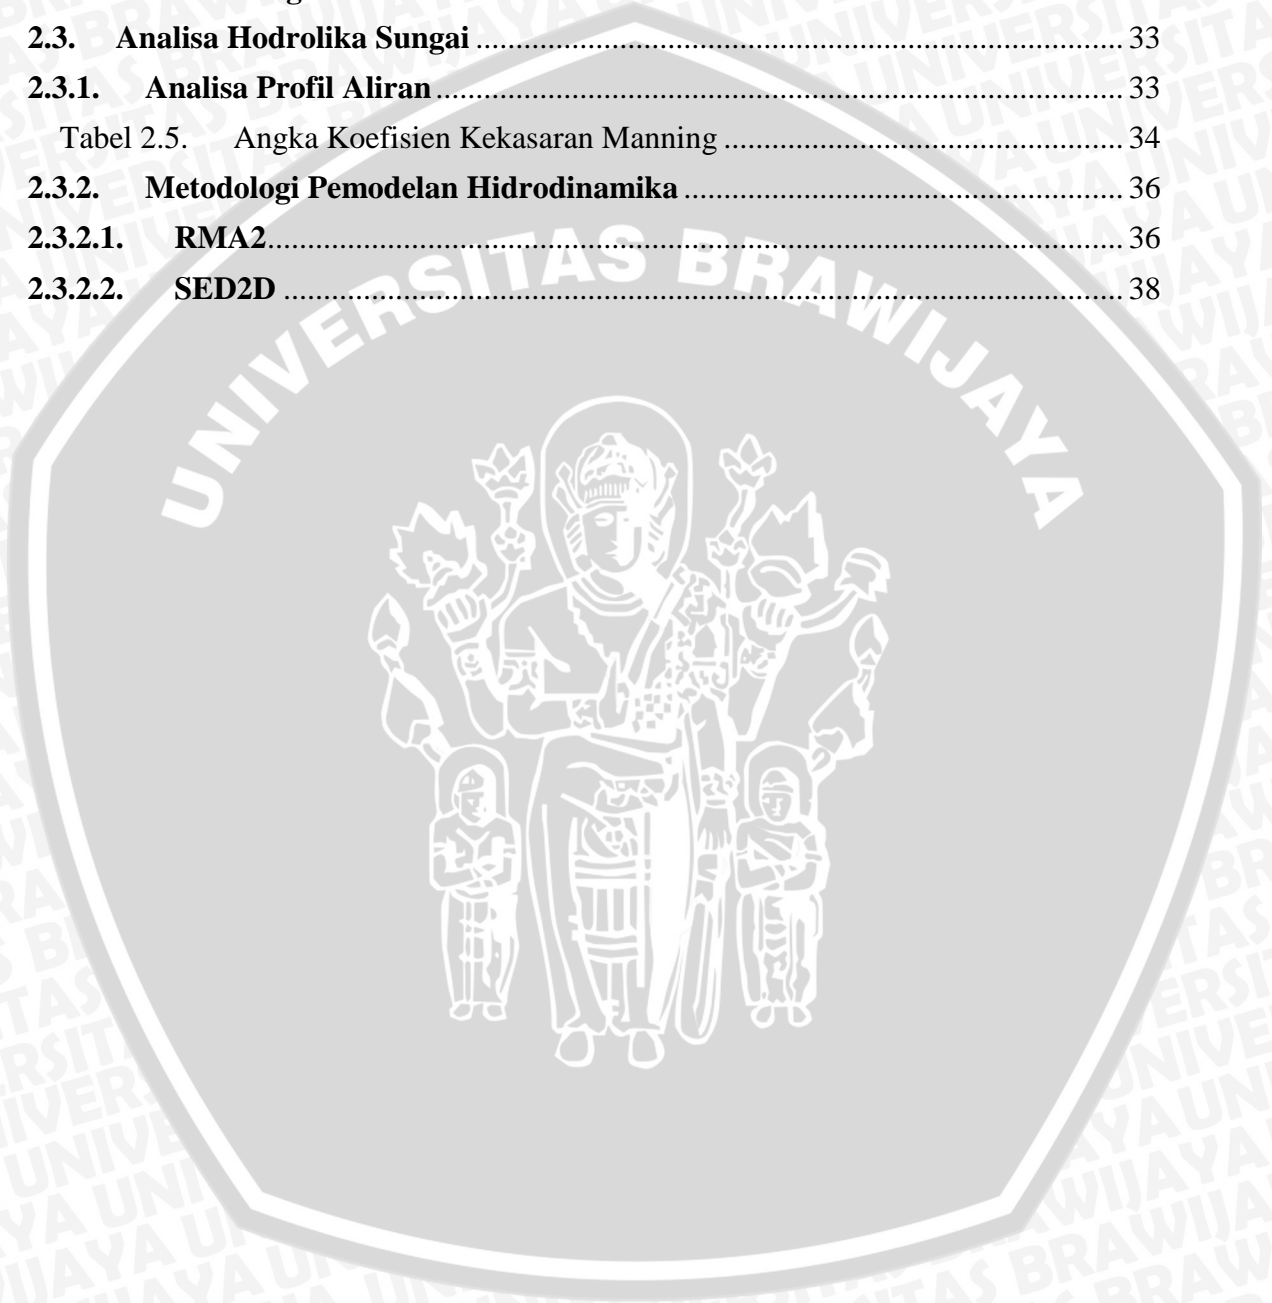 2.3. Analisa Hodrolika Sungai ........ 33
2.3.1. Analisa Profil Aliran ........ 33
Tabel 2.5. Angka Koefisien Kekasaran Manning ........ 34
2.3.2. Metodologi Pemodelan Hidrodinamika ........ 36
2.3.2.1. RMA2 ........ 36
2.3.2.2. SED2D ........ 38
UNIVERSITAS BRAWIJAYA